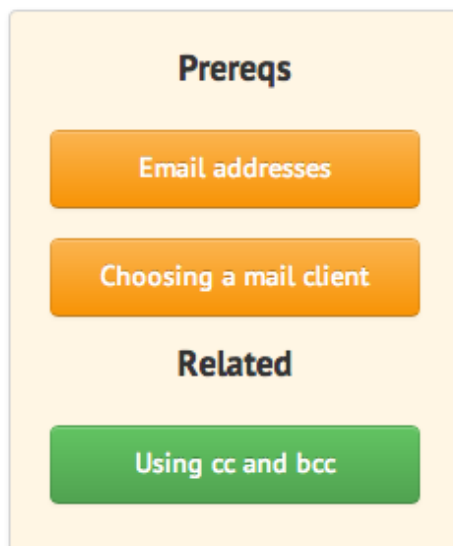 Prereqs
Email addresses
Choosing a mail client
Related
Using cc and bcc